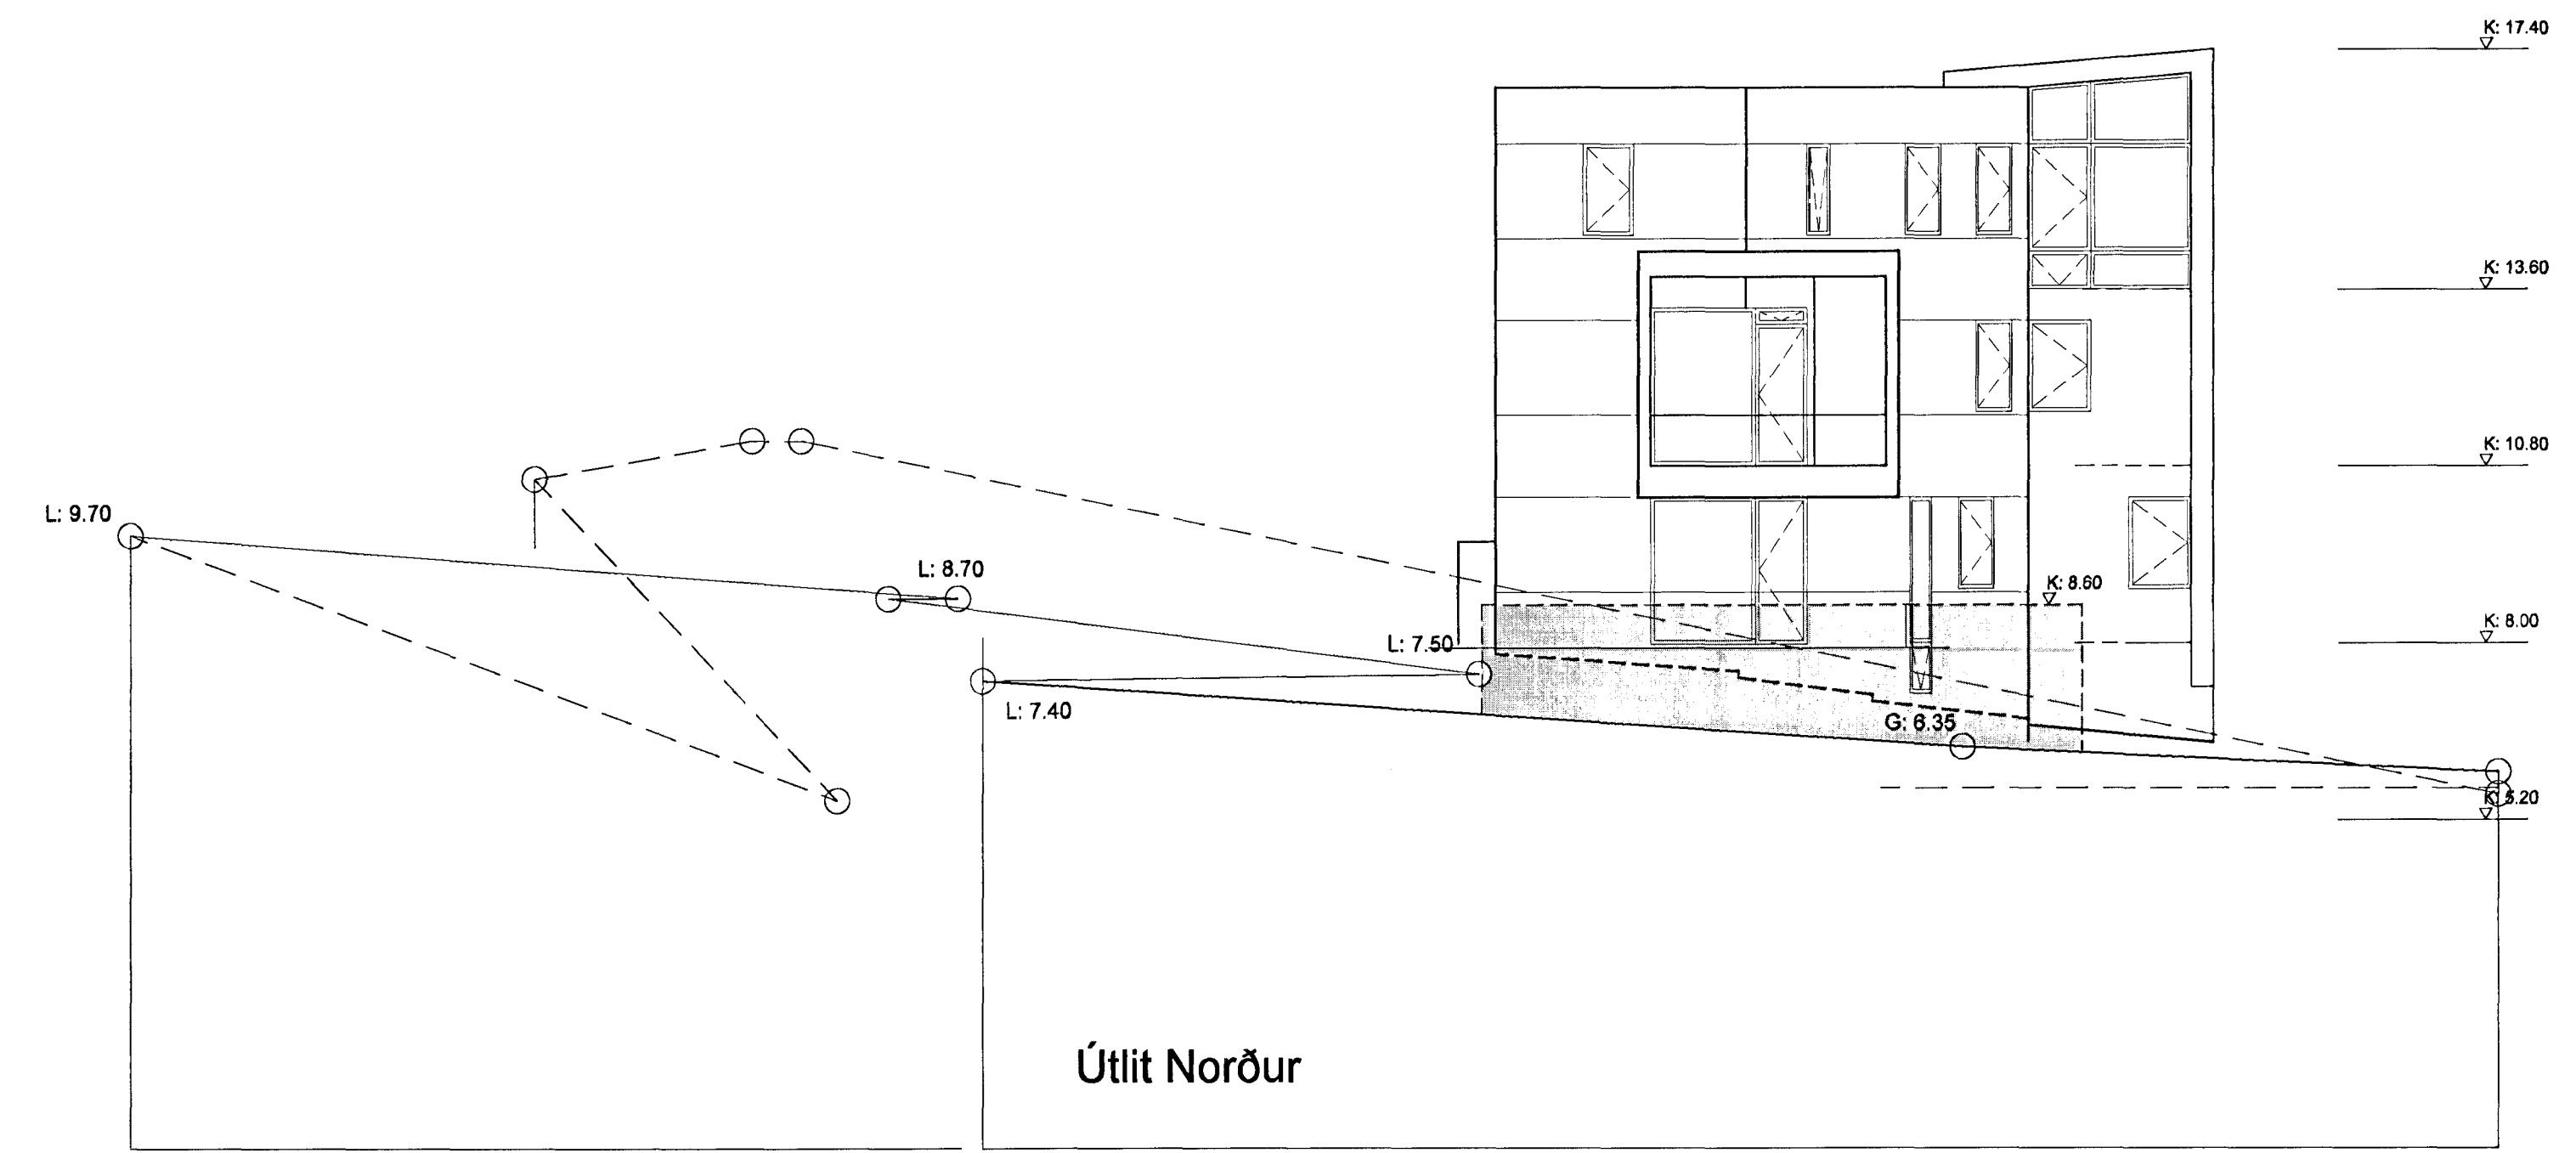 K: 17.40
K: 13.60
K: 10.80
L: 9.70
L: 8.70
K: 8.60
K: 8.00
L: 7.50
L: 7.40
G: 6.35
K: 5.20
Útlit Norður